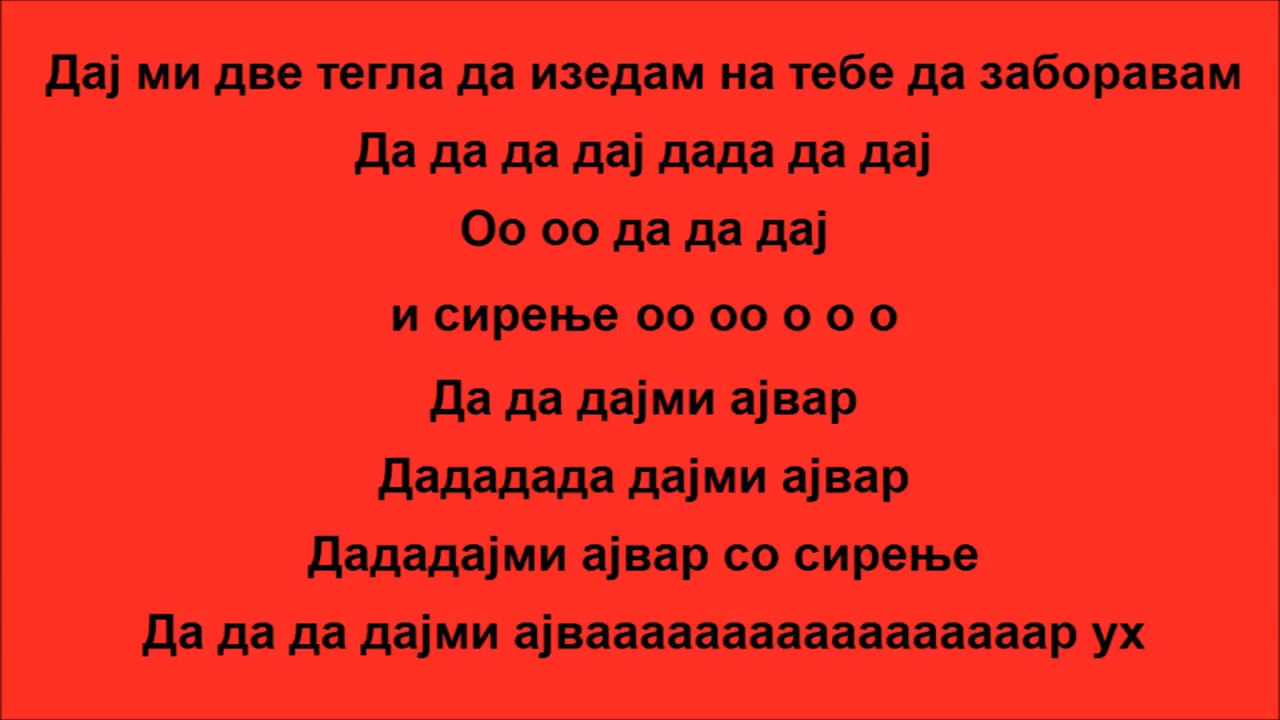 Дај ми две тегла да изедам на тебе да заборавам
Да да да дај дада да дај
Оо оо да да дај
и сирење оо оо о о о
Да да дајми ајвар
Дададада дајми ајвар
Дададајми ајвар со сирење
Да да да дајми ајваааааааааааааааааар ух